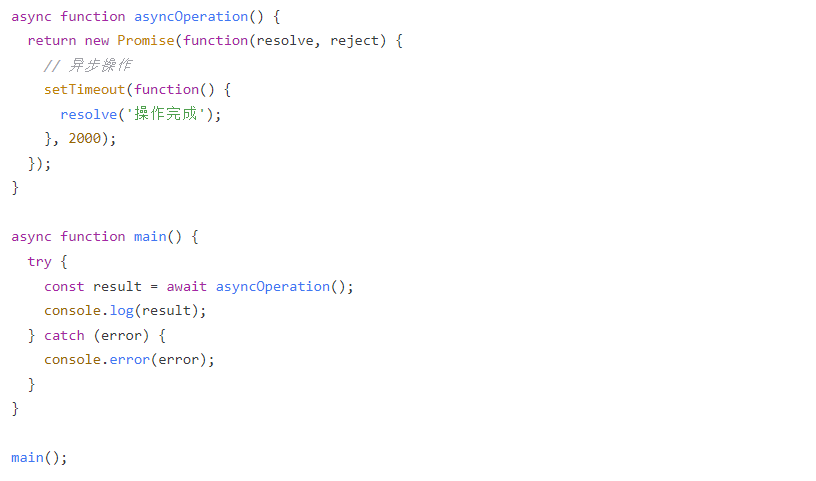 async function asyncOperation() {
  return new Promise(function(resolve, reject) {
    // 异步操作
    setTimeout(function() {
      resolve('操作完成');
    }, 2000);
  });
}

async function main() {
  try {
    const result = await asyncOperation();
    console.log(result);
  } catch (error) {
    console.error(error);
  }
}

main();